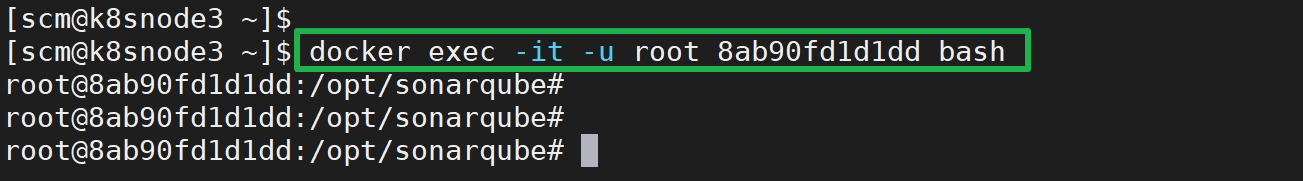 [scm@k8snode3 ~]$
[scm@k8snode3 ~]$ docker exec -it -u root 8ab90fd1d1dd bash
root@8ab90fd1d1dd:/opt/sonarqube#
root@8ab90fd1d1dd:/opt/sonarqube#
root@8ab90fd1d1dd:/opt/sonarqube#